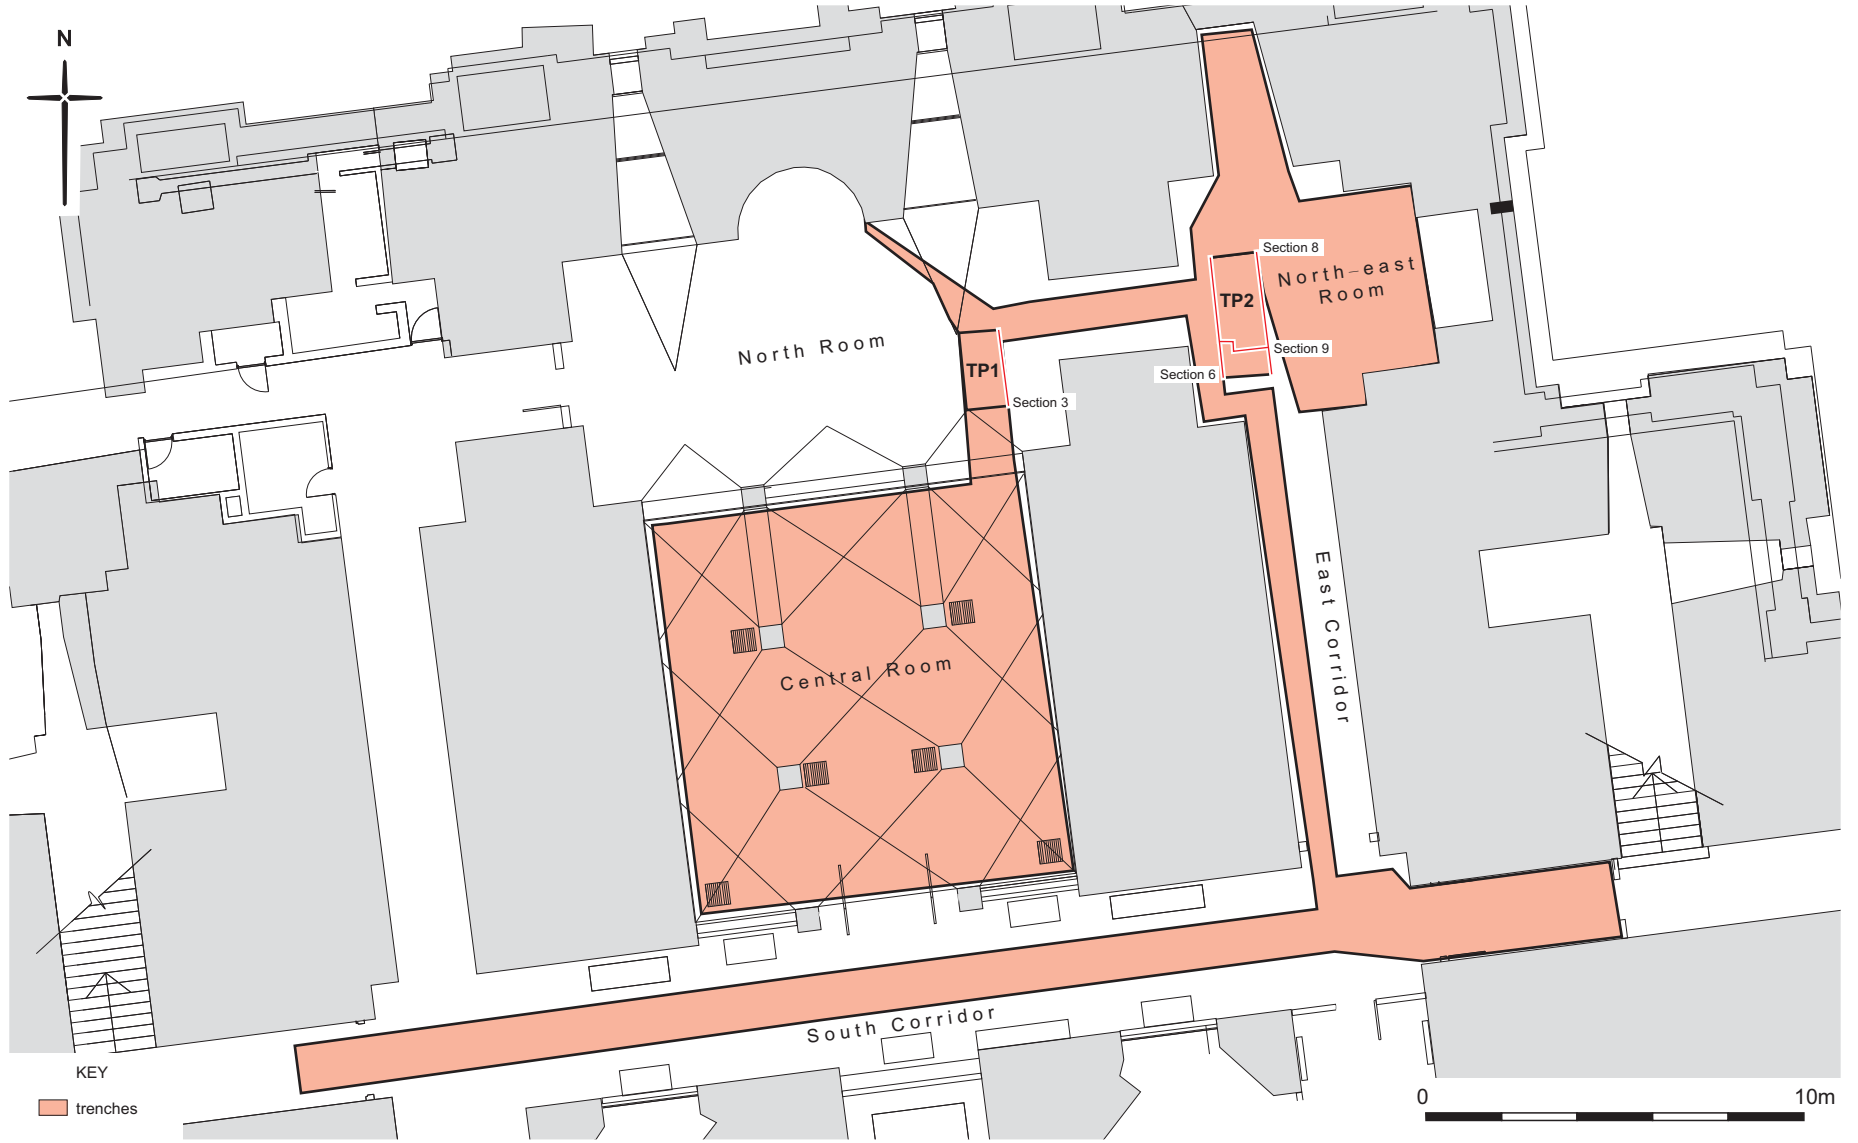 N
Section 8
North-east
Room
TP2
North Room
Section 9
TP1
Section 6
Section 3
East Corridor
Central Room
South Corridor
KEY
trenches
0
10m